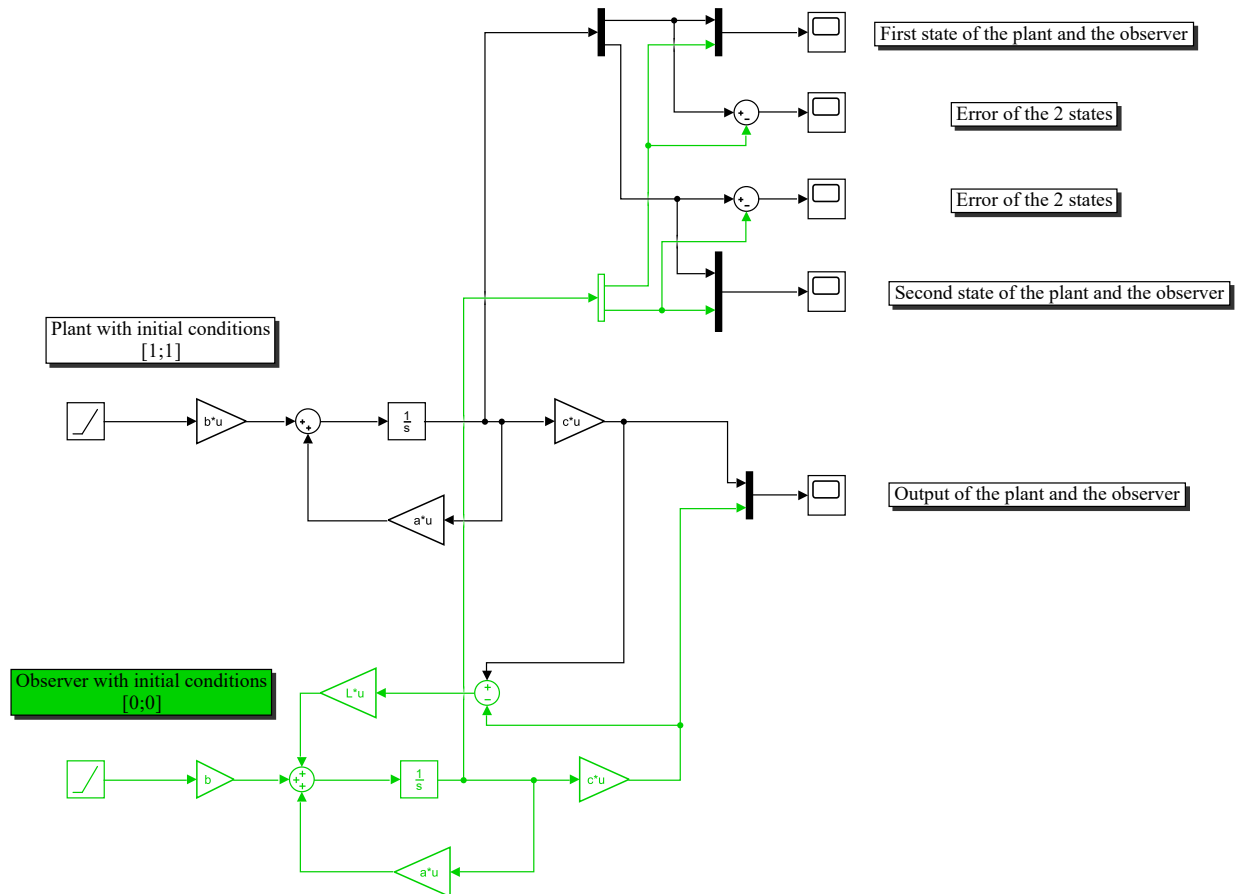 First state of the plant and the observer
+
−
Error of the 2 states
+
−
Error of the 2 states
Second state of the plant and the observer
Plant with initial conditions
[1;1]
b*u
+
+
1
s
c*u
a*u
Output of the plant and the observer
Observer with initial conditions
[0;0]
L*u
+
−
b
+
+
+
1
s
c*u
a*u